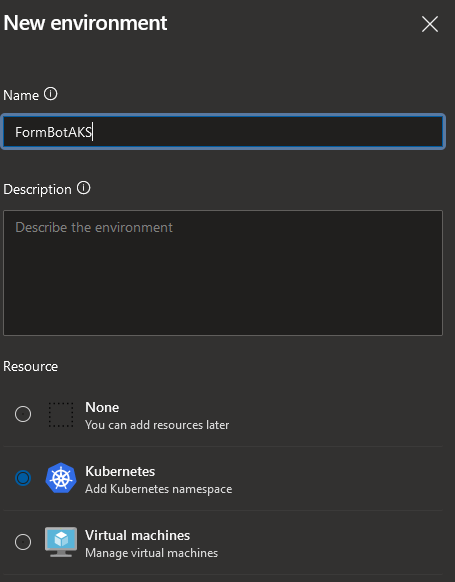 New environment
Name
FormBotAKS
Description
Describe the environment
Resource
None
You can add resources later
Kubernetes
Add Kubernetes namespace
Virtual machines
Manage virtual machines